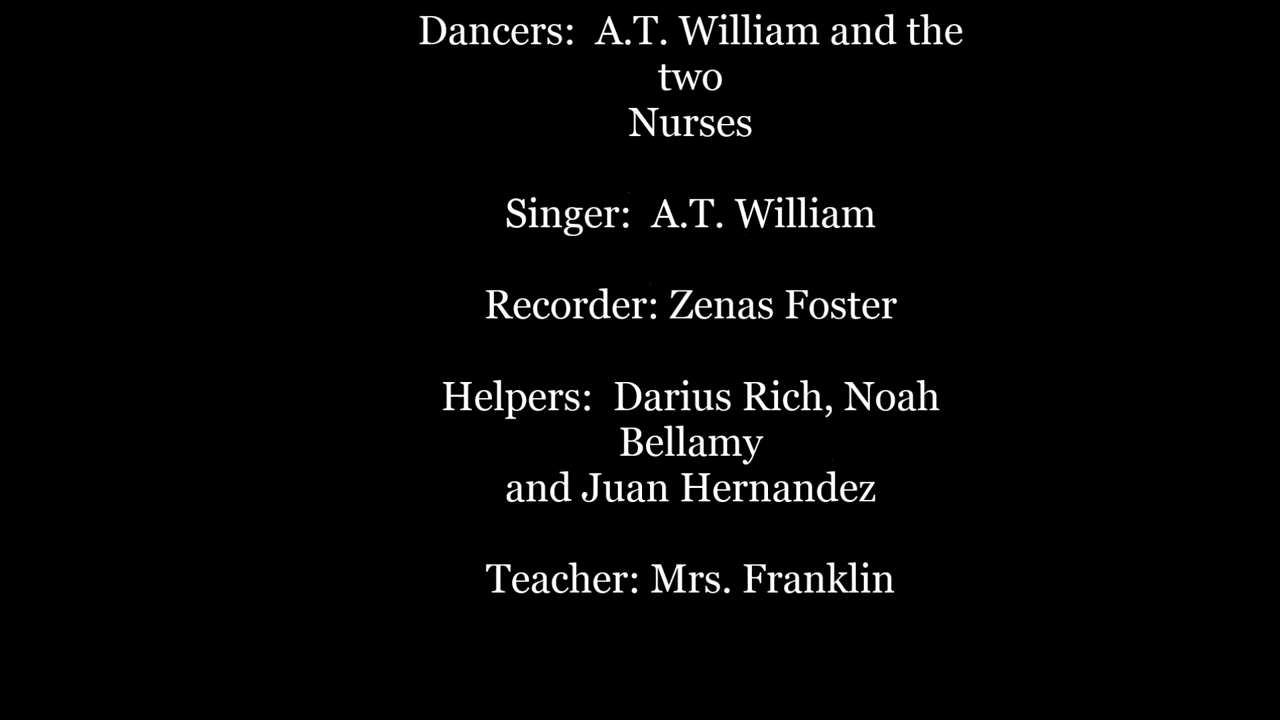 Dancers:  A.T. William and the
two
Nurses
Singer:  A.T. William
Recorder: Zenas Foster
Helpers:  Darius Rich, Noah
Bellamy
and Juan Hernandez
Teacher: Mrs. Franklin